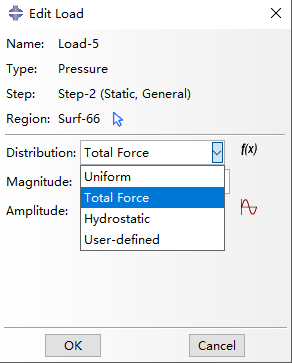 Edit Load
Name: Load-5
Type: Pressure
Step: Step-2 (Static, General)
Region: Surf-66
Distribution: Total Force f(x)
Magnitude:
Amplitude:
Uniform
Total Force
Hydrostatic
User-defined
OK Cancel